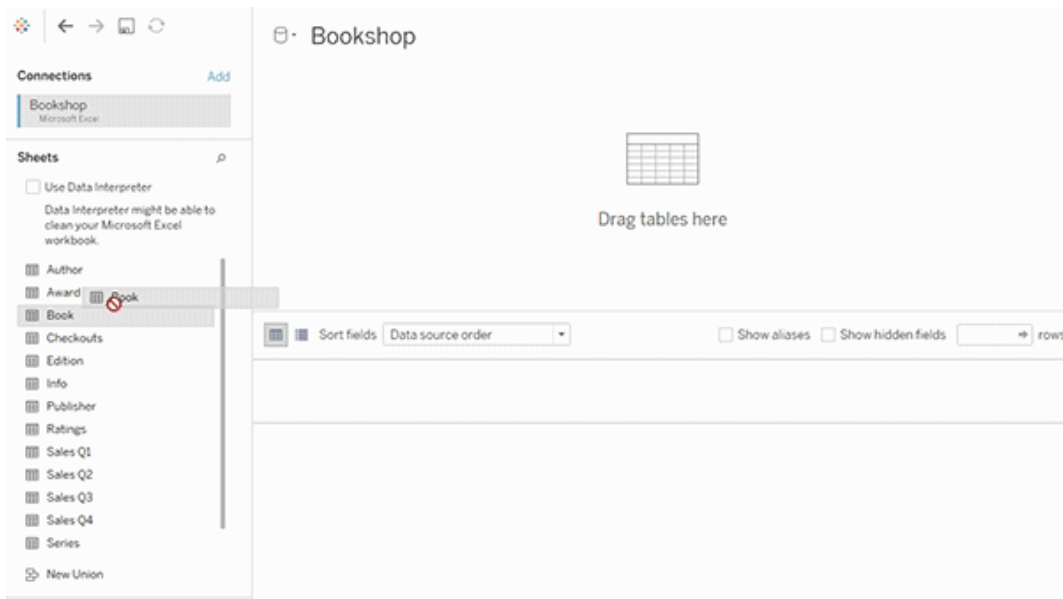 Bookshop
Connections
Add
Bookshop
Microsoft Excel
Sheets
Use Data Interpreter
Data Interpreter might be able to
clean your Microsoft Excel
workbook.
Author
Award
Book
Book
Checkouts
Edition
Info
Publisher
Ratings
Sales Q1
Sales Q2
Sales Q3
Sales Q4
Series
New Union
Drag tables here
Sort fields
Data source order
Show aliases
Show hidden fields
rows